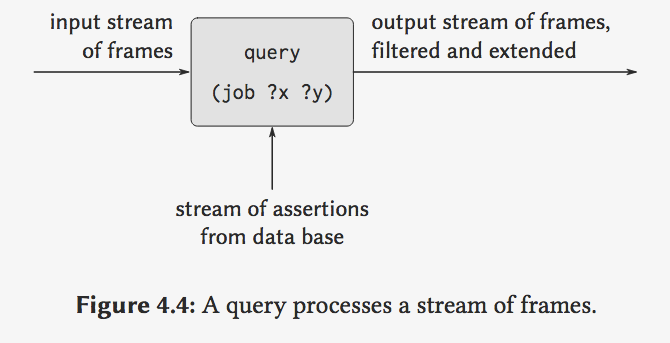 input stream
of frames
output stream of frames,
filtered and extended
query
(job ?x ?y)
stream of assertions
from data base
Figure 4.4: A query processes a stream of frames.